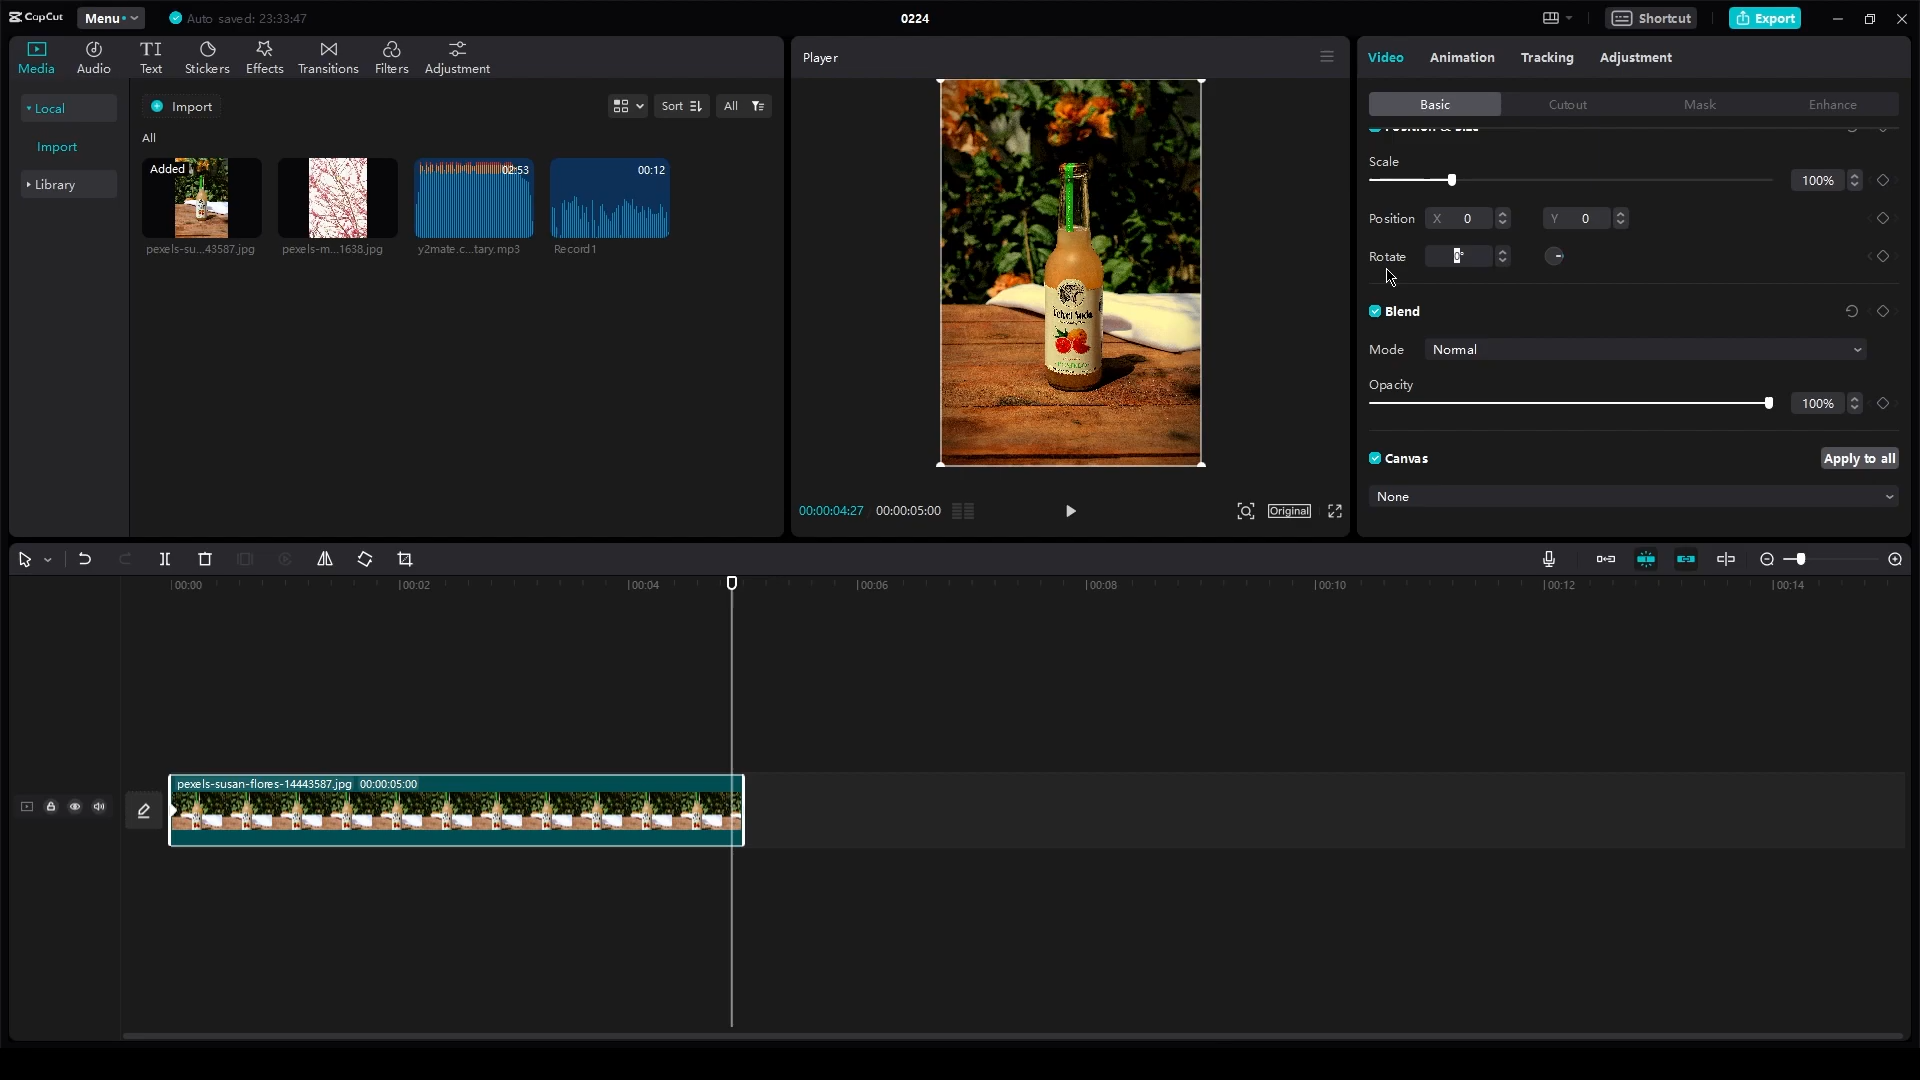 CapCut
Menu
Auto saved: 23:33:47
0224
Shortcut
Export
Media
Audio
Text
Stickers
Effects
Transitions
Filters
Adjustment
Local
Import
Library
Import
Sort
All
All
Added
02:53
00:12
pexels-su...43587.jpg
pexels-m...1638.jpg
y2mate.c...tary.mp3
Record1
Player
00:00:04:27
00:00:05:00
Original
Video
Animation
Tracking
Adjustment
Basic
Cutout
Mask
Enhance
Position & Size
Scale
100%
Position
X 0
Y 0
Rotate
0°
Blend
Mode
Normal
Opacity
100%
Canvas
Apply to all
None
00:00
00:02
00:04
00:06
00:08
00:10
00:12
00:14
pexels-susan-flores-14443587.jpg 00:00:05:00